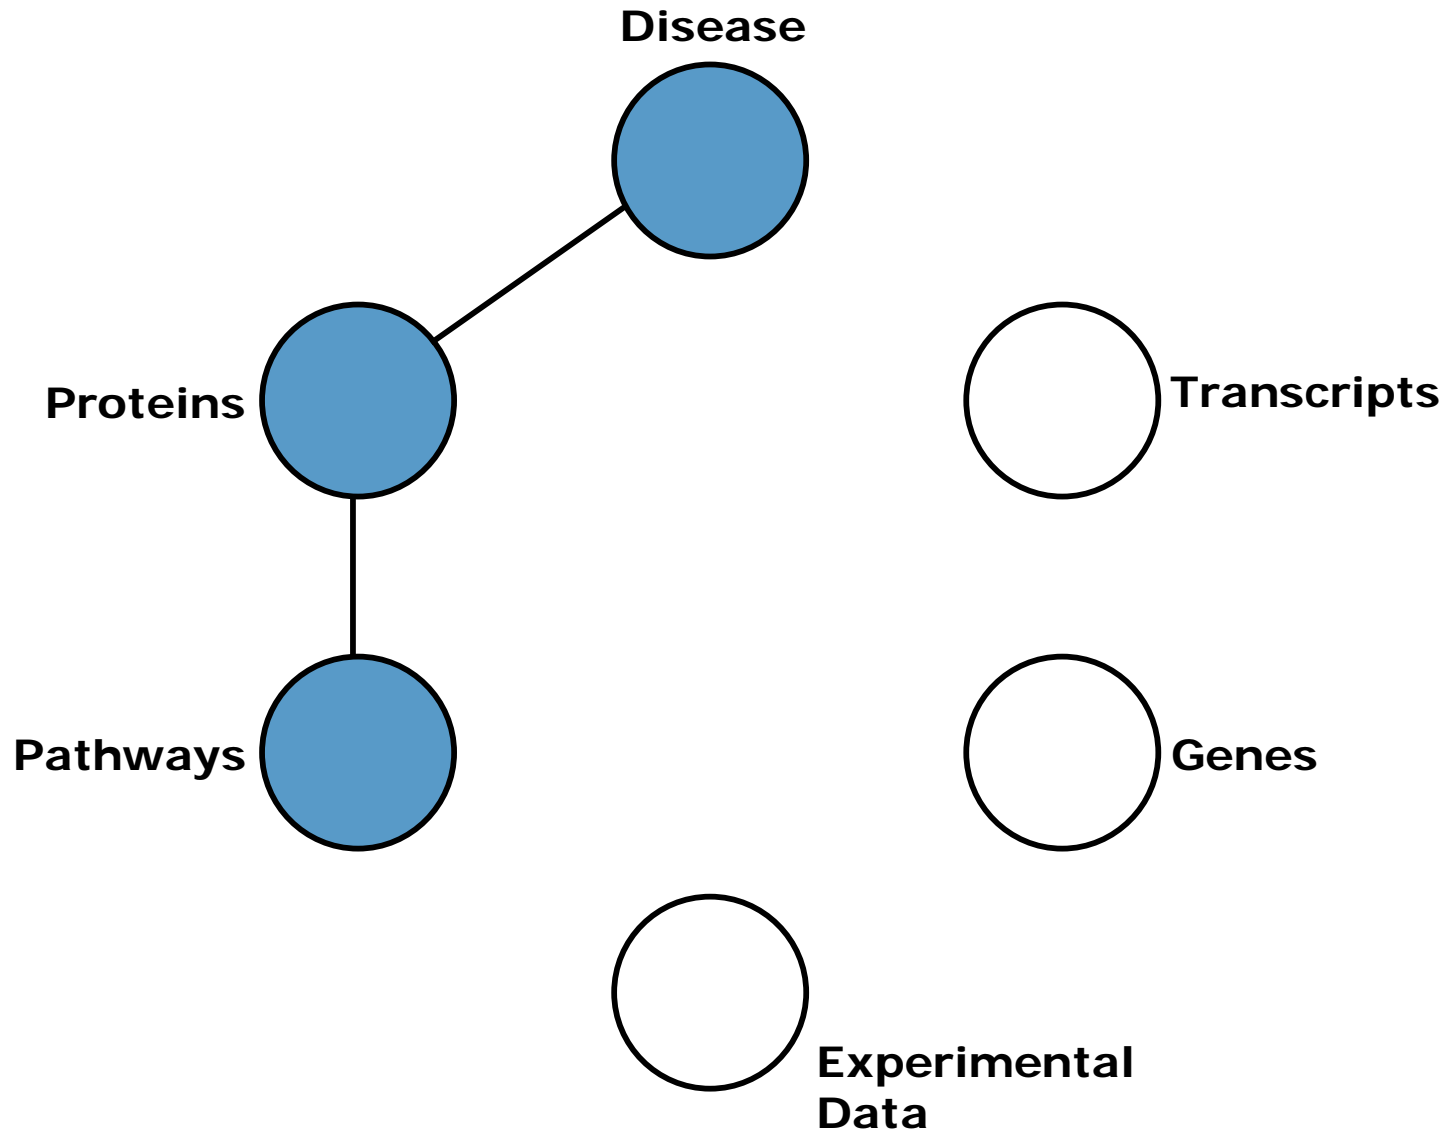 Disease
Proteins
Transcripts
Pathways
Genes
Experimental
Data